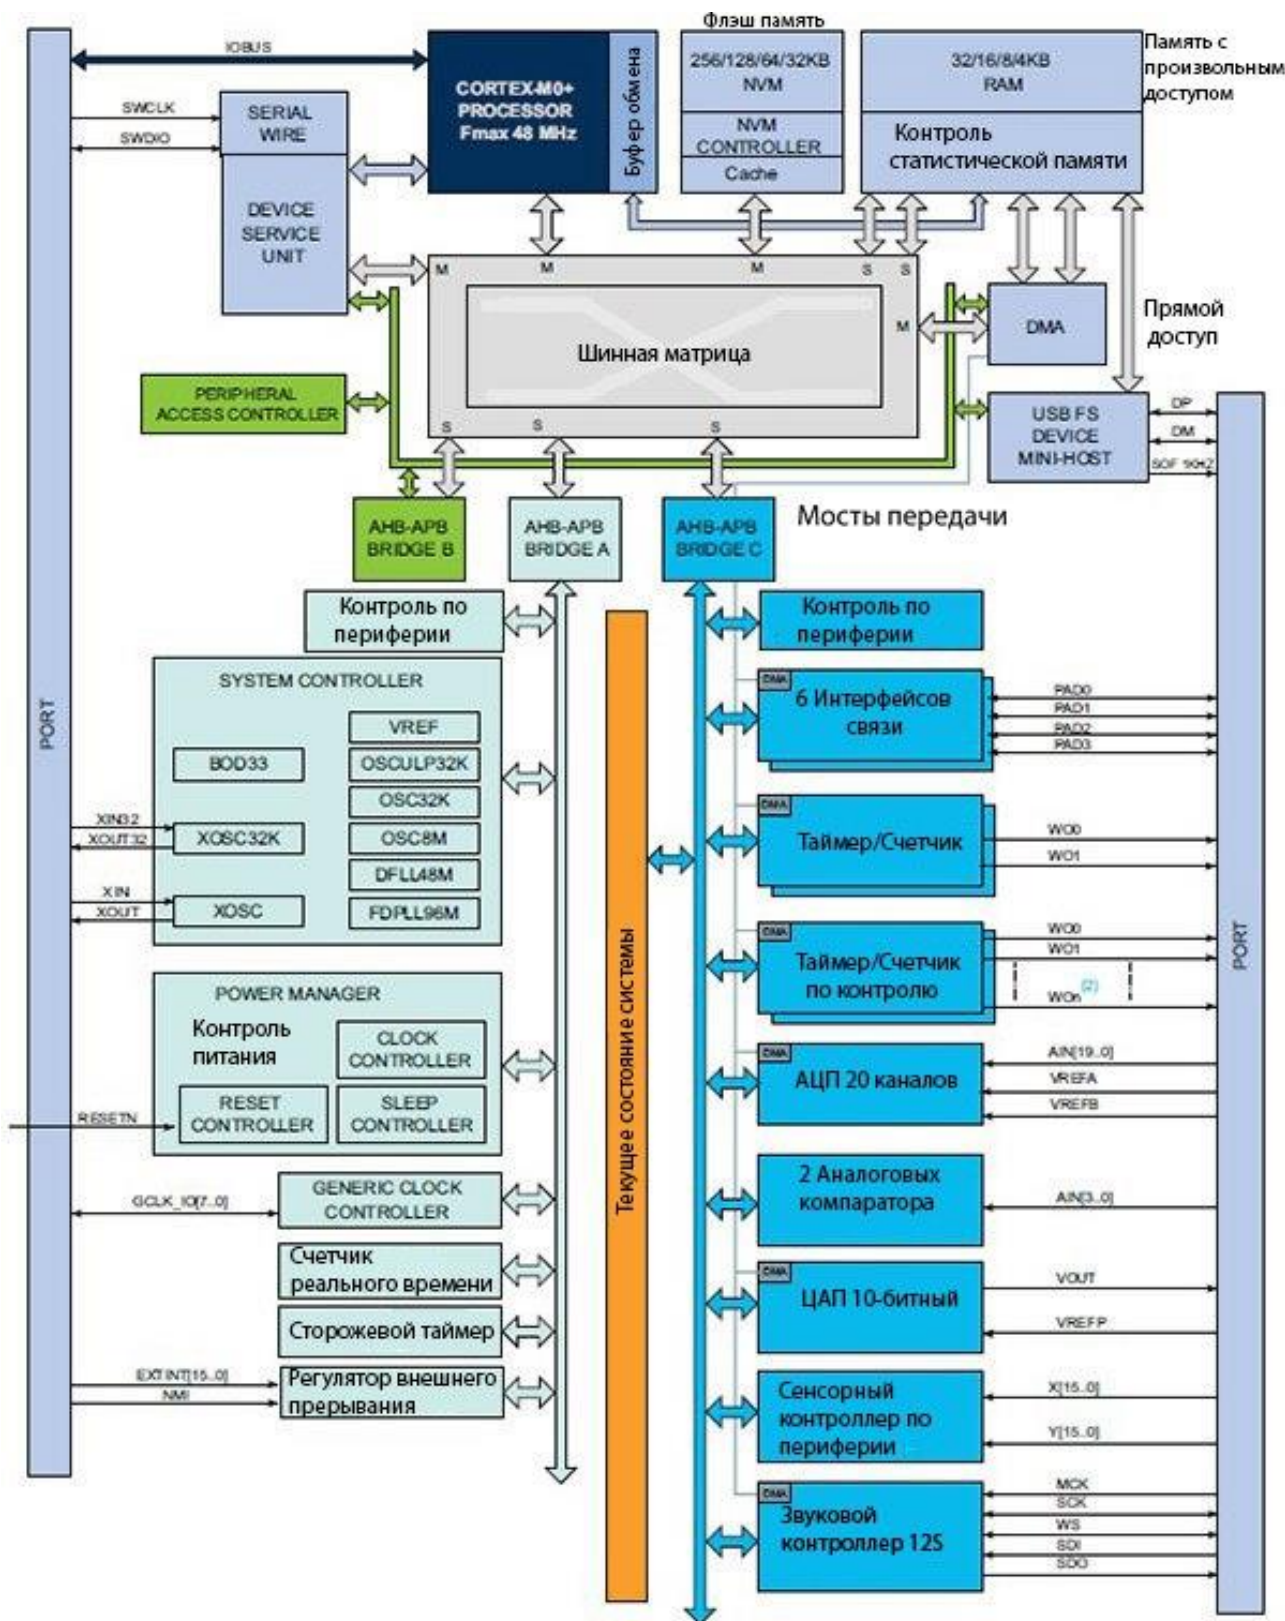 Флэш память
IOBUS
CORTEX-M0+
PROCESSOR
Fmax 48 MHz
Буфер обмена
256/128/64/32KB
NVM
NVM
CONTROLLER
Cache
32/16/8/4KB
RAM
Контроль
статистической памяти
Память с
произвольным
доступом
SWCLK
SWDIO
SERIAL
WIRE
DEVICE
SERVICE
UNIT
M
M
M
S
S
M
Шинная матрица
S
S
S
DMA
Прямой
доступ
PERIPHERAL
ACCESS CONTROLLER
USB FS
DEVICE
MINI-HOST
DP
DM
SOF 1KHZ
AHB-APB
BRIDGE B
AHB-APB
BRIDGE A
AHB-APB
BRIDGE C
Мосты передачи
PORT
Контроль по
периферии
SYSTEM CONTROLLER
VREF
BOD33
OSCULP32K
OSC32K
XIN32
XOUT32
XOSC32K
OSC8M
DFLL48M
XIN
XOUT
XOSC
FDPLL96M
POWER MANAGER
Контроль
питания
CLOCK
CONTROLLER
RESETN
RESET
CONTROLLER
SLEEP
CONTROLLER
GCLK_IO[7..0]
GENERIC CLOCK
CONTROLLER
Счетчик
реального времени
Сторожевой таймер
EXTINT[15..0]
NMI
Регулятор внешнего
прерывания
Текущее состояние системы
Контроль по
периферии
DMA
6 Интерфейсов
связи
PAD0
PAD1
PAD2
PAD3
DMA
Таймер/Счетчик
WO0
WO1
DMA
Таймер/Счетчик
по контролю
WO0
WO1
(2)
WOn
DMA
АЦП 20 каналов
AIN[19..0]
VREFA
VREFB
2 Аналоговых
компаратора
AIN[3..0]
DMA
ЦАП 10-битный
VOUT
VREFP
Сенсорный
контроллер по
периферии
X[15..0]
Y[15..0]
DMA
Звуковой
контроллер 12S
MCK
SCK
WS
SDI
SDO
PORT